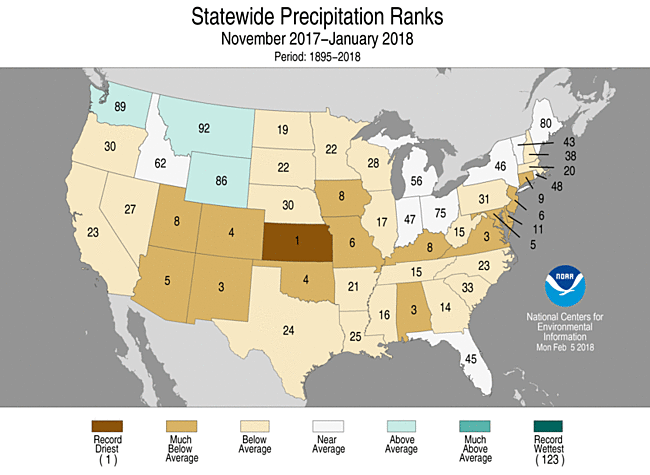 Statewide Precipitation Ranks
November 2017–January 2018
Period: 1895–2018
89
92
19
22
80
43
38
20
48
9
6
11
5
30
62
86
22
28
56
46
30
8
31
23
27
8
4
1
6
17
47
75
15
3
8
5
3
4
21
15
23
33
24
25
16
3
14
45
NOAA
National Centers for
Environmental
Information
Mon Feb 5 2018
Record
Driest
(1)
Much
Below
Average
Below
Average
Near
Average
Above
Average
Much
Above
Average
Record
Wettest
(123)